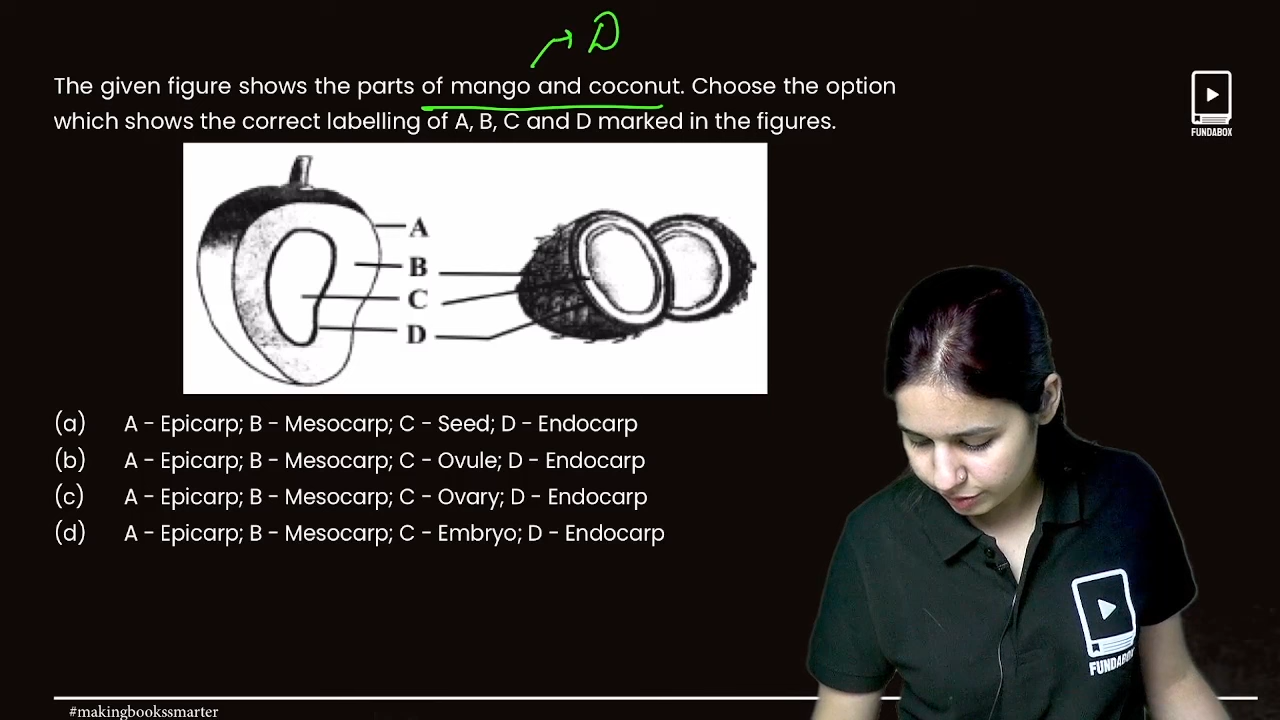 D
The given figure shows the parts of mango and coconut. Choose the option
which shows the correct labelling of A, B, C and D marked in the figures.
FUNDABOX
A
B
C
D
(a) A - Epicarp; B - Mesocarp; C - Seed; D - Endocarp
(b) A - Epicarp; B - Mesocarp; C - Ovule; D - Endocarp
(c) A - Epicarp; B - Mesocarp; C - Ovary; D - Endocarp
(d) A - Epicarp; B - Mesocarp; C - Embryo; D - Endocarp
FUNDABOX
#makingbookssmarter